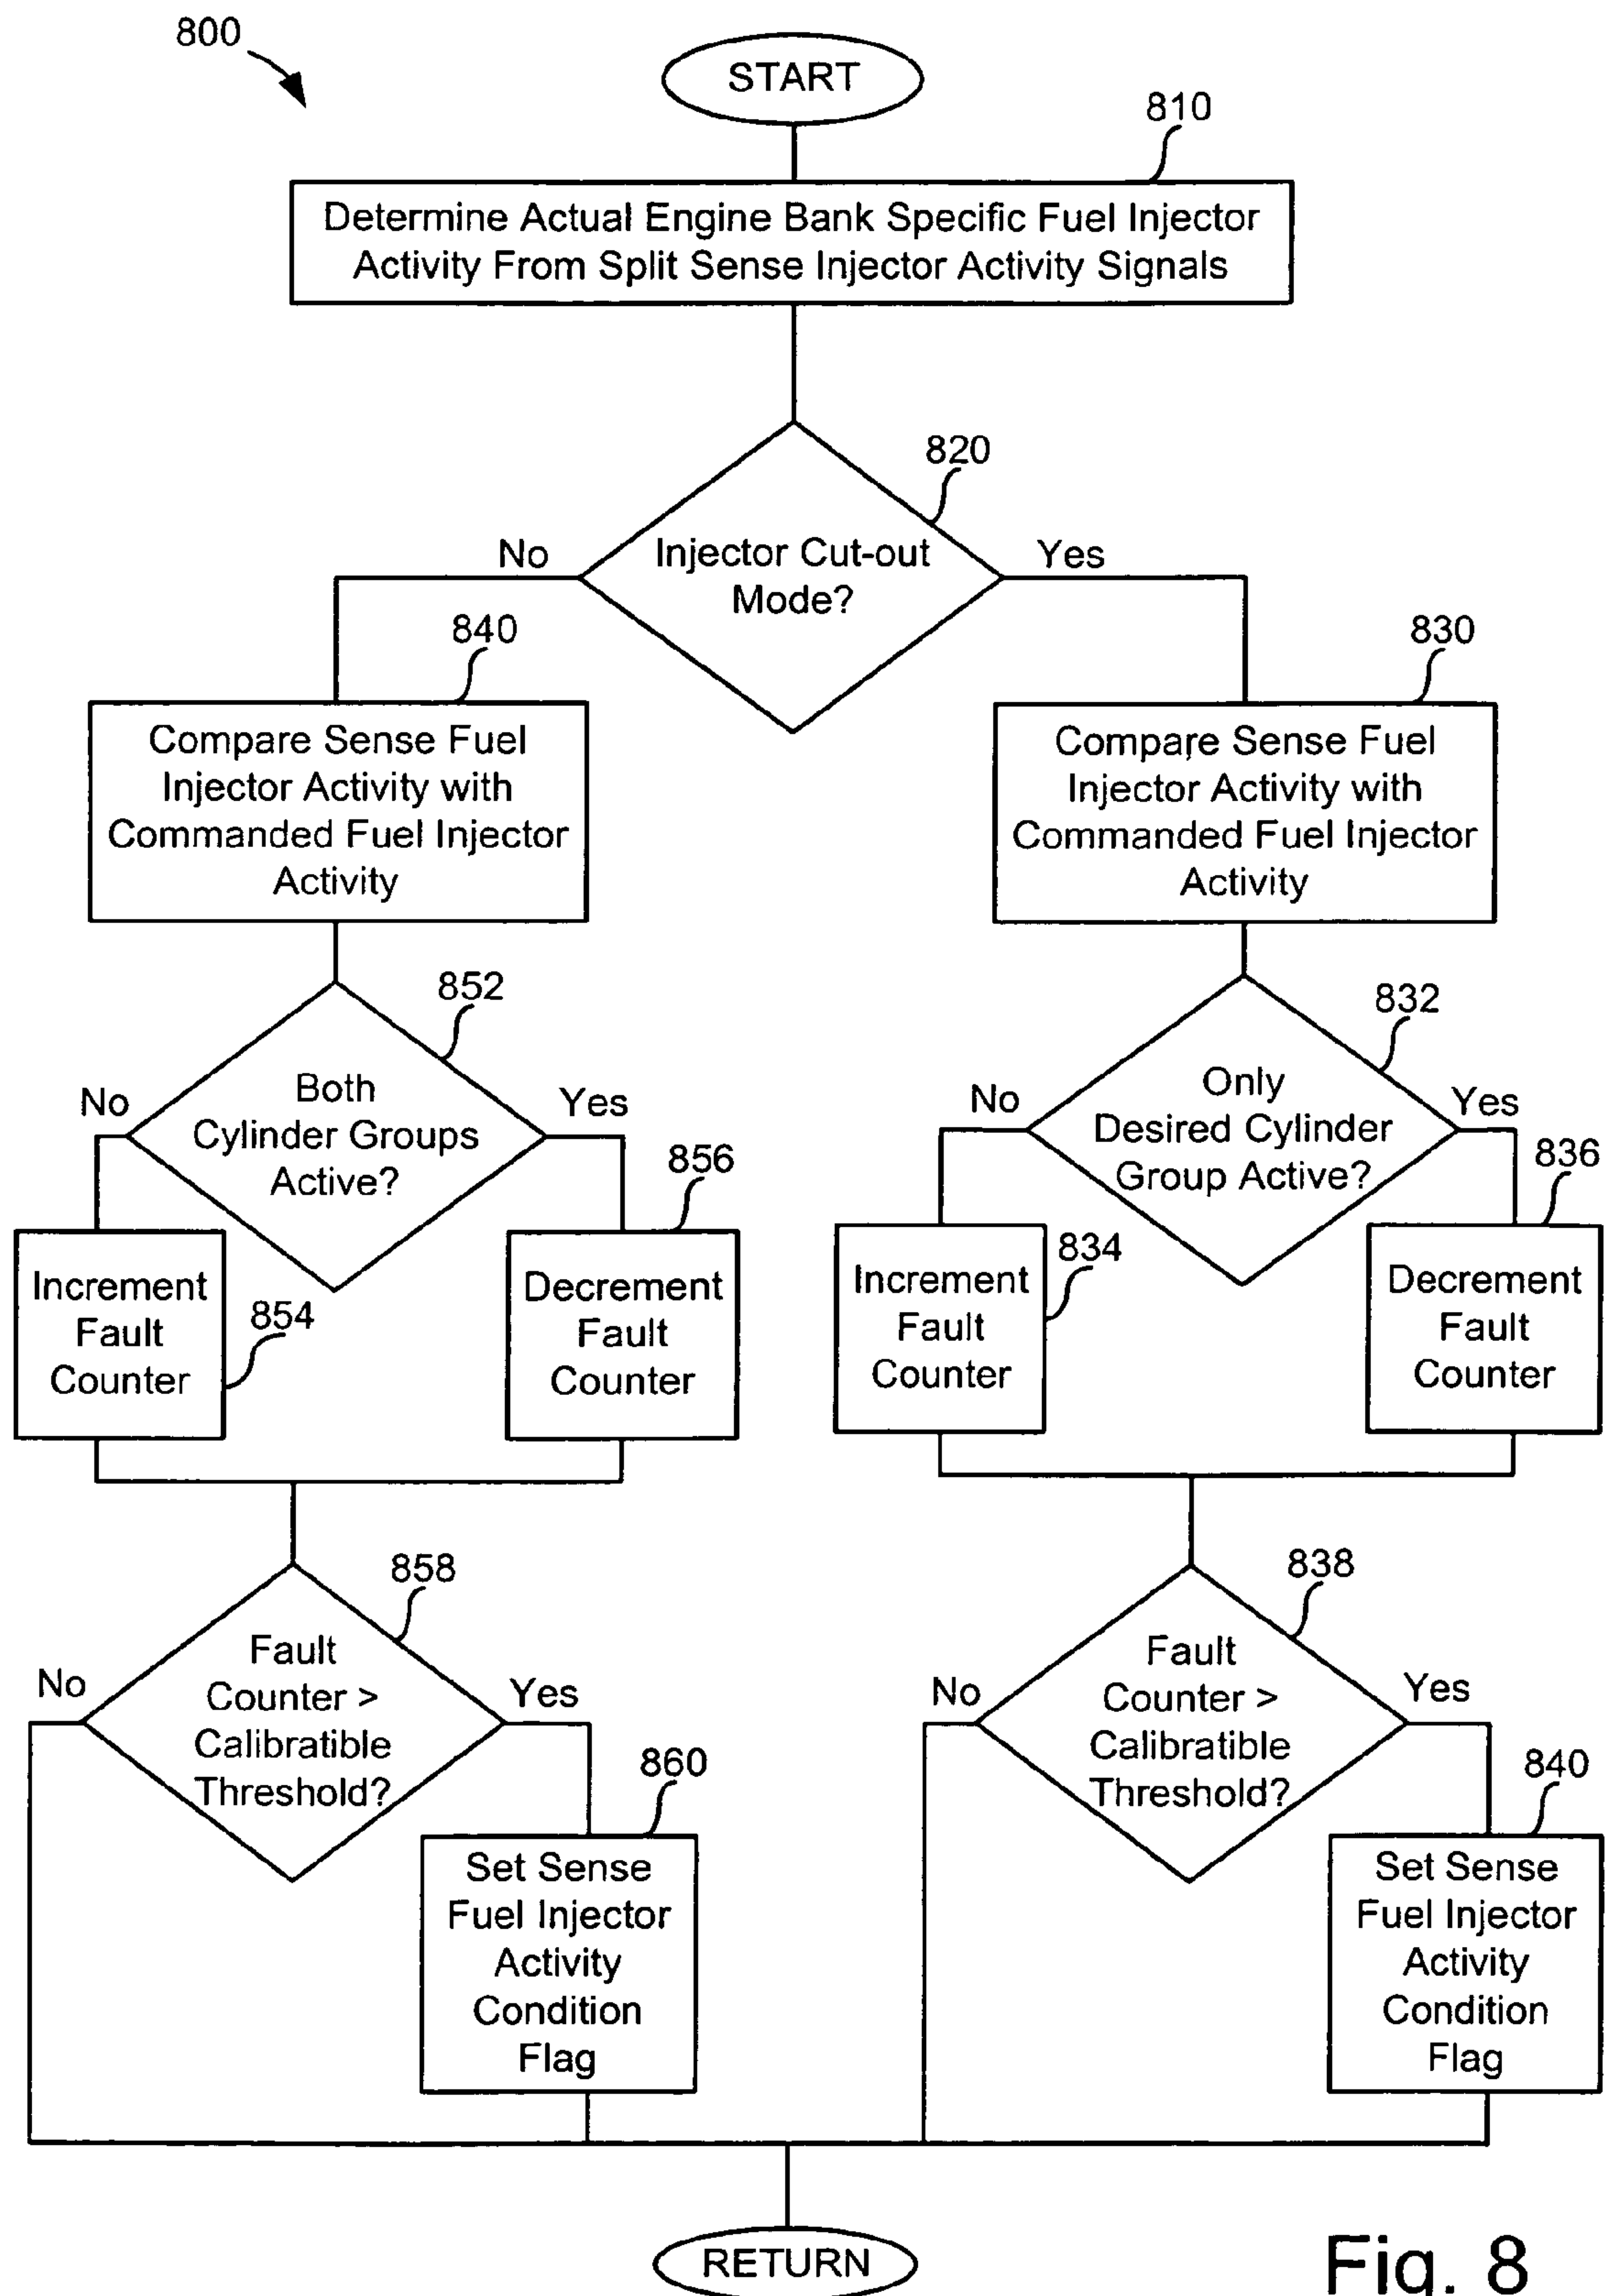 800
START
810
Determine Actual Engine Bank Specific Fuel Injector
Activity From Split Sense Injector Activity Signals
820
Injector Cut-out
Mode?
No
Yes
840
Compare Sense Fuel
Injector Activity with
Commanded Fuel Injector
Activity
830
Compare Sense Fuel
Injector Activity with
Commanded Fuel Injector
Activity
852
Both
Cylinder Groups
Active?
No
Yes
832
Only
Desired Cylinder
Group Active?
No
Yes
Increment
Fault
Counter
854
856
Decrement
Fault
Counter
Increment
Fault
Counter
834
836
Decrement
Fault
Counter
858
Fault
Counter >
Calibratible
Threshold?
No
Yes
838
Fault
Counter >
Calibratible
Threshold?
No
Yes
860
Set Sense
Fuel Injector
Activity
Condition
Flag
840
Set Sense
Fuel Injector
Activity
Condition
Flag
RETURN
Fig. 8